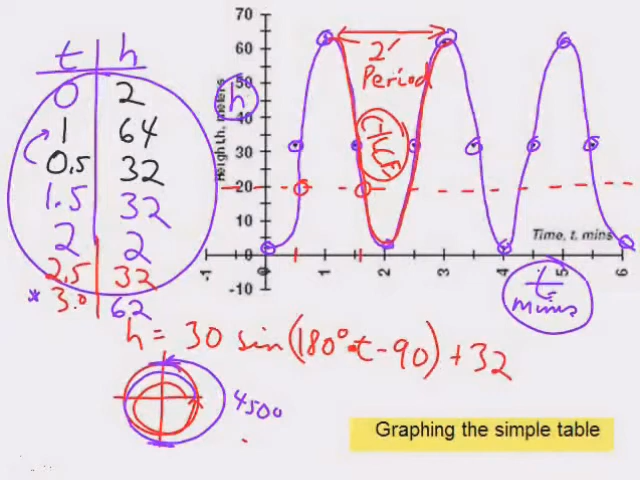 t h
0 2
1 64
0.5 32
1.5 32
2 2
2.5 32
* 3.0 62
Height h, meters
h
70
60
50
40
30
20
10
0
-10
-1 0 1 2 3 4 5 6
2'
Period
Time, t, mins
t
mins
h = 30 sin(180°·t - 90) + 32
450°
Graphing the simple table